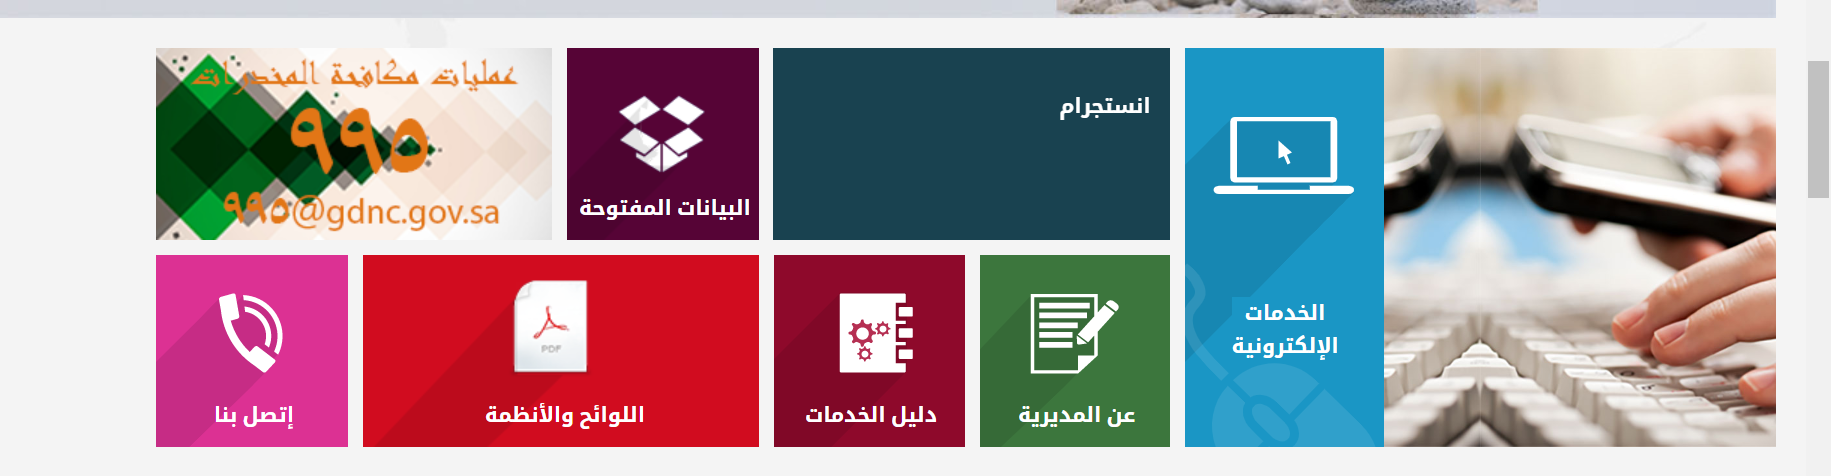 الخدمات
الإلكترونية
انستجرام
البيانات المفتوحة
عمليات مكافحة المخدرات
٩٩٥
٩٩٥@gdnc.gov.sa
عن المديرية
دليل الخدمات
PDF
اللوائح والأنظمة
إتصل بنا